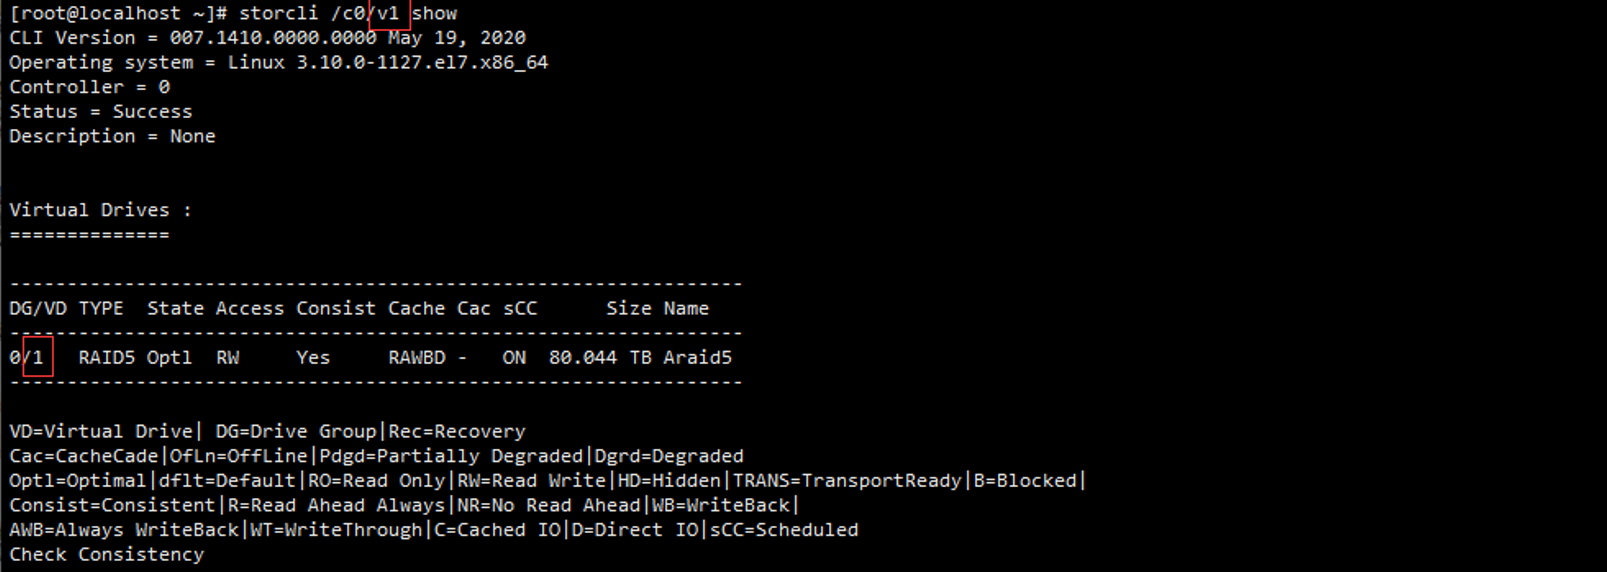 [root@localhost ~]# storcli /c0/v1 show
CLI Version = 007.1410.0000.0000 May 19, 2020
Operating system = Linux 3.10.0-1127.el7.x86_64
Controller = 0
Status = Success
Description = None
Virtual Drives :
==============
---------------------------------------------------------------
DG/VD TYPE  State Access Consist Cache Cac sCC      Size Name
---------------------------------------------------------------
0/1   RAID5 Optl  RW     Yes     RAWBD -   ON  80.044 TB Araid5
---------------------------------------------------------------
VD=Virtual Drive| DG=Drive Group|Rec=Recovery
Cac=CacheCade|OfLn=OffLine|Pdgd=Partially Degraded|Dgrd=Degraded
Optl=Optimal|dflt=Default|RO=Read Only|RW=Read Write|HD=Hidden|TRANS=TransportReady|B=Blocked|
Consist=Consistent|R=Read Ahead Always|NR=No Read Ahead|WB=WriteBack|
AWB=Always WriteBack|WT=WriteThrough|C=Cached IO|D=Direct IO|sCC=Scheduled
Check Consistency